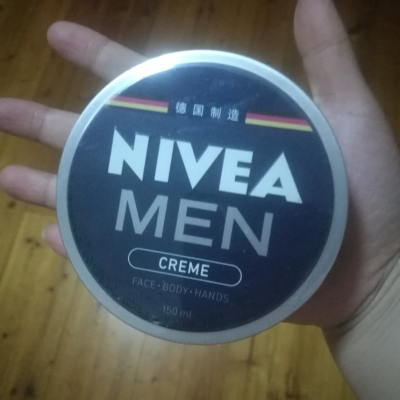 德国制造
NIVEA
MEN
CREME
FACE•BODY•HANDS
150 ml